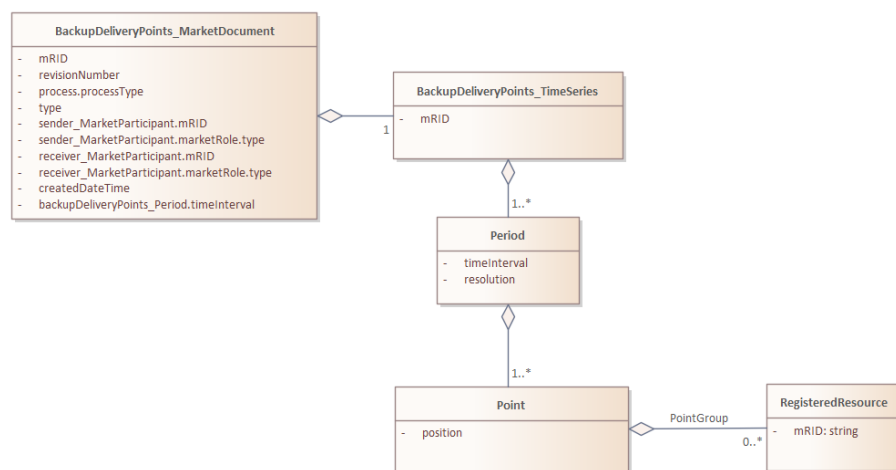 BackupDeliveryPoints_MarketDocument
- mRID
- revisionNumber
- process.processType
- type
- sender_MarketParticipant.mRID
- sender_MarketParticipant.marketRole.type
- receiver_MarketParticipant.mRID
- receiver_MarketParticipant.marketRole.type
- createdDateTime
- backupDeliveryPoints_Period.timeInterval
1
BackupDeliveryPoints_TimeSeries
- mRID
1..*
Period
- timeInterval
- resolution
1..*
Point
- position
PointGroup
0..*
RegisteredResource
- mRID: string